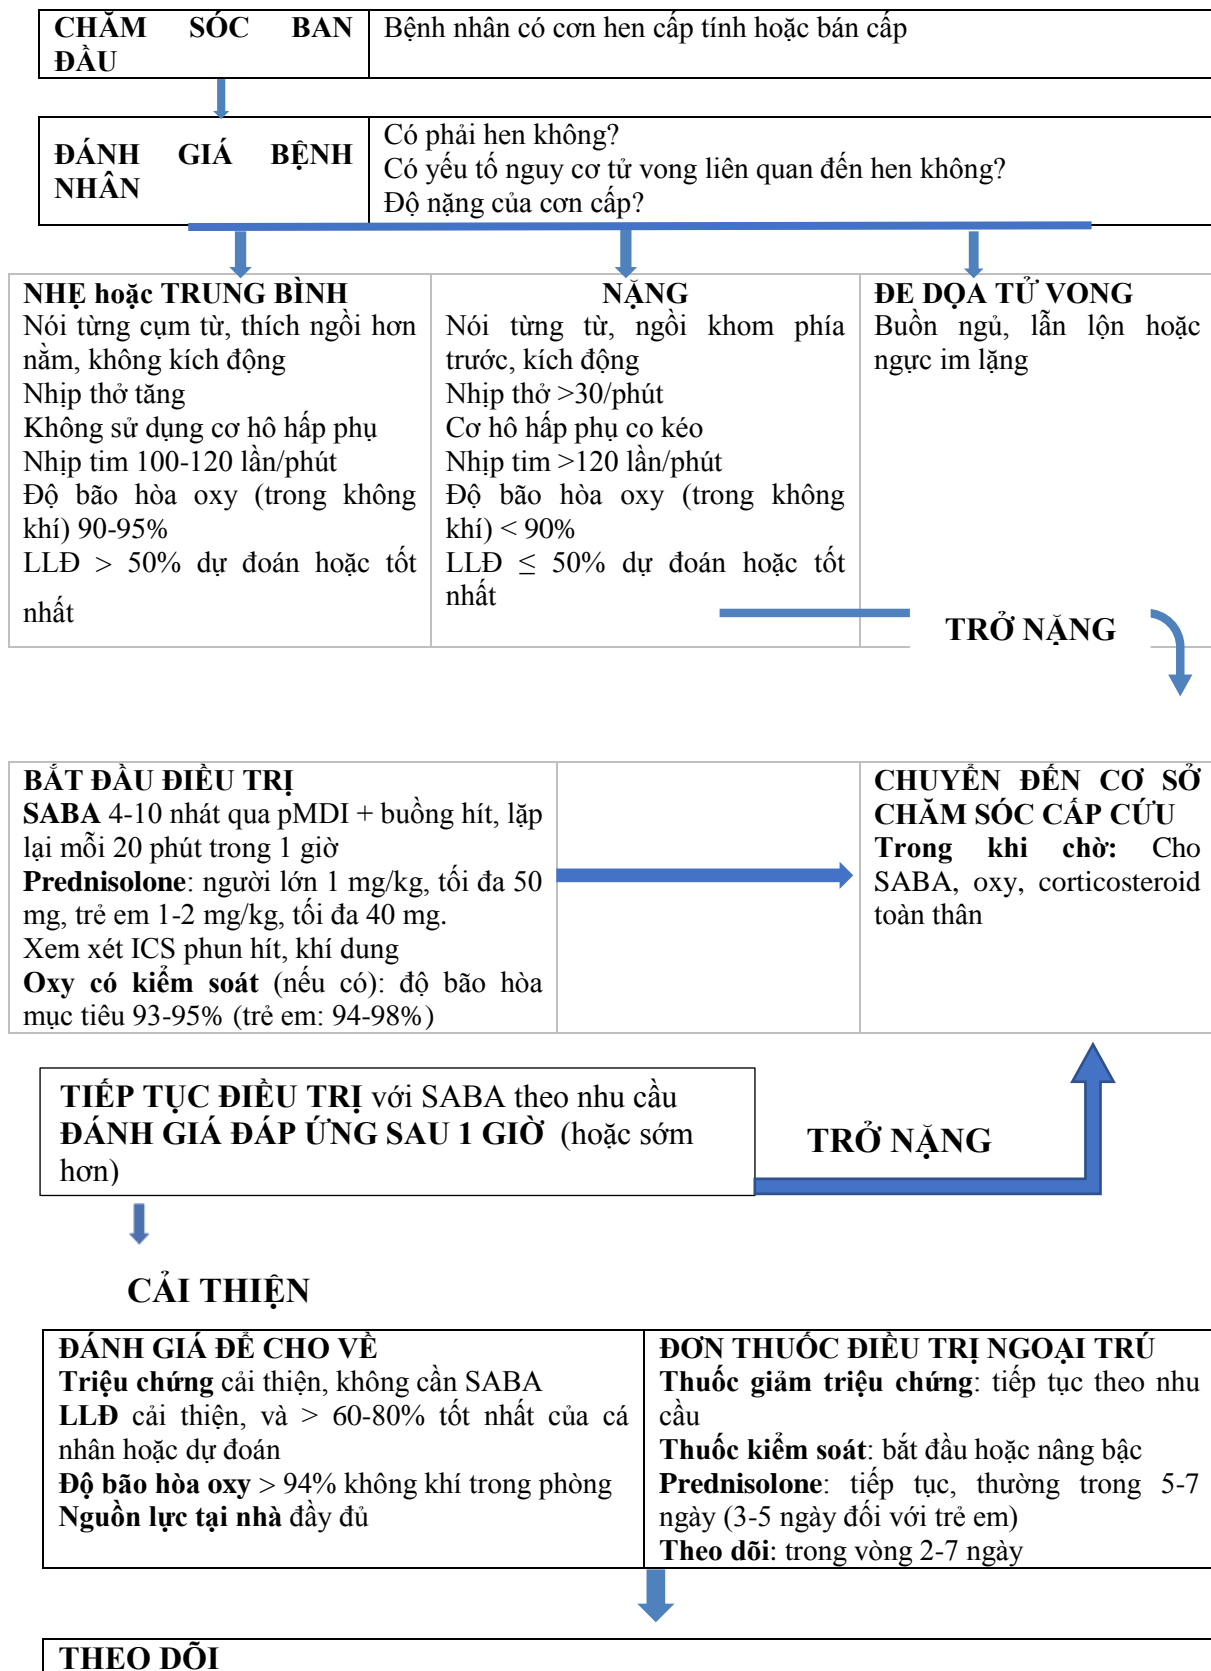 CHĂM SÓC BAN
ĐẦU
Bệnh nhân có cơn hen cấp tính hoặc bán cấp
ĐÁNH GIÁ BỆNH
NHÂN
Có phải hen không?
Có yếu tố nguy cơ tử vong liên quan đến hen không?
Độ nặng của cơn cấp?
NHẸ hoặc TRUNG BÌNH
Nói từng cụm từ, thích ngồi hơn
nằm, không kích động
Nhịp thở tăng
Không sử dụng cơ hô hấp phụ
Nhịp tim 100-120 lần/phút
Độ bão hòa oxy (trong không
khí) 90-95%
LLĐ > 50% dự đoán hoặc tốt
nhất
NẶNG
Nói từng từ, ngồi khom phía
trước, kích động
Nhịp thở >30/phút
Cơ hô hấp phụ co kéo
Nhịp tim >120 lần/phút
Độ bão hòa oxy (trong không
khí) < 90%
LLĐ ≤ 50% dự đoán hoặc tốt
nhất
ĐE DỌA TỬ VONG
Buồn ngủ, lẫn lộn hoặc
ngực im lặng
TRỞ NẶNG
BẮT ĐẦU ĐIỀU TRỊ
SABA 4-10 nhát qua pMDI + buồng hít, lặp
lại mỗi 20 phút trong 1 giờ
Prednisolone: người lớn 1 mg/kg, tối đa 50
mg, trẻ em 1-2 mg/kg, tối đa 40 mg.
Xem xét ICS phun hít, khí dung
Oxy có kiểm soát (nếu có): độ bão hòa
mục tiêu 93-95% (trẻ em: 94-98%)
CHUYỂN ĐẾN CƠ SỞ
CHĂM SÓC CẤP CỨU
Trong khi chờ: Cho
SABA, oxy, corticosteroid
toàn thân
TIẾP TỤC ĐIỀU TRỊ với SABA theo nhu cầu
ĐÁNH GIÁ ĐÁP ỨNG SAU 1 GIỜ (hoặc sớm
hơn)
TRỞ NẶNG
CẢI THIỆN
ĐÁNH GIÁ ĐỂ CHO VỀ
Triệu chứng cải thiện, không cần SABA
LLĐ cải thiện, và > 60-80% tốt nhất của cá
nhân hoặc dự đoán
Độ bão hòa oxy > 94% không khí trong phòng
Nguồn lực tại nhà đầy đủ
ĐƠN THUỐC ĐIỀU TRỊ NGOẠI TRÚ
Thuốc giảm triệu chứng: tiếp tục theo nhu
cầu
Thuốc kiểm soát: bắt đầu hoặc nâng bậc
Prednisolone: tiếp tục, thường trong 5-7
ngày (3-5 ngày đối với trẻ em)
Theo dõi: trong vòng 2-7 ngày
THEO DÕI